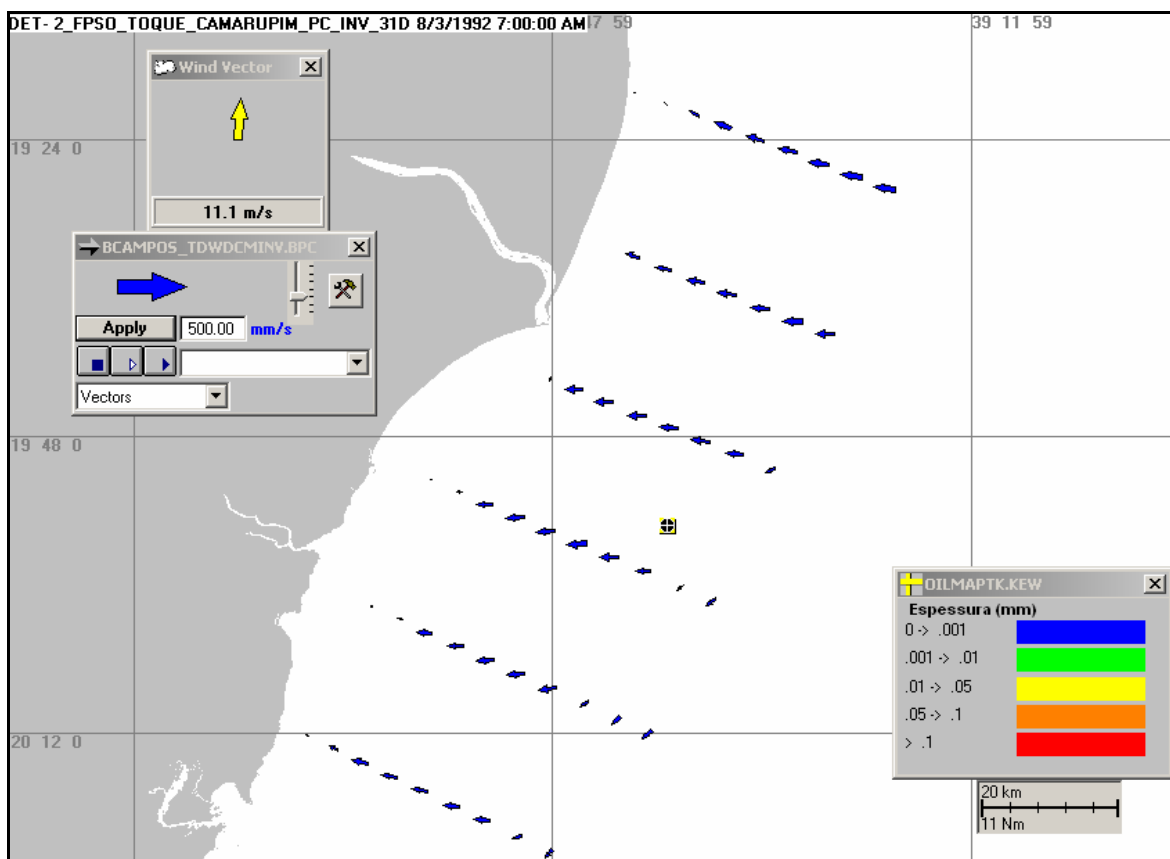 DET- 2_FPSO_TOQUE_CAMARUPIM_PC_INV_31D 8/3/1992 7:00:00 AM
47 59
39 11 59
Wind Vector
19 24 0
11.1 m/s
BCAMPOS_TDWDCMINV.BPC
Apply
500.00
mm/s
Vectors
19 48 0
OILMAPTK.KEW
Espessura (mm)
0 -> .001
.001 -> .01
.01 -> .05
.05 -> .1
> .1
20 12 0
20 km
11 Nm